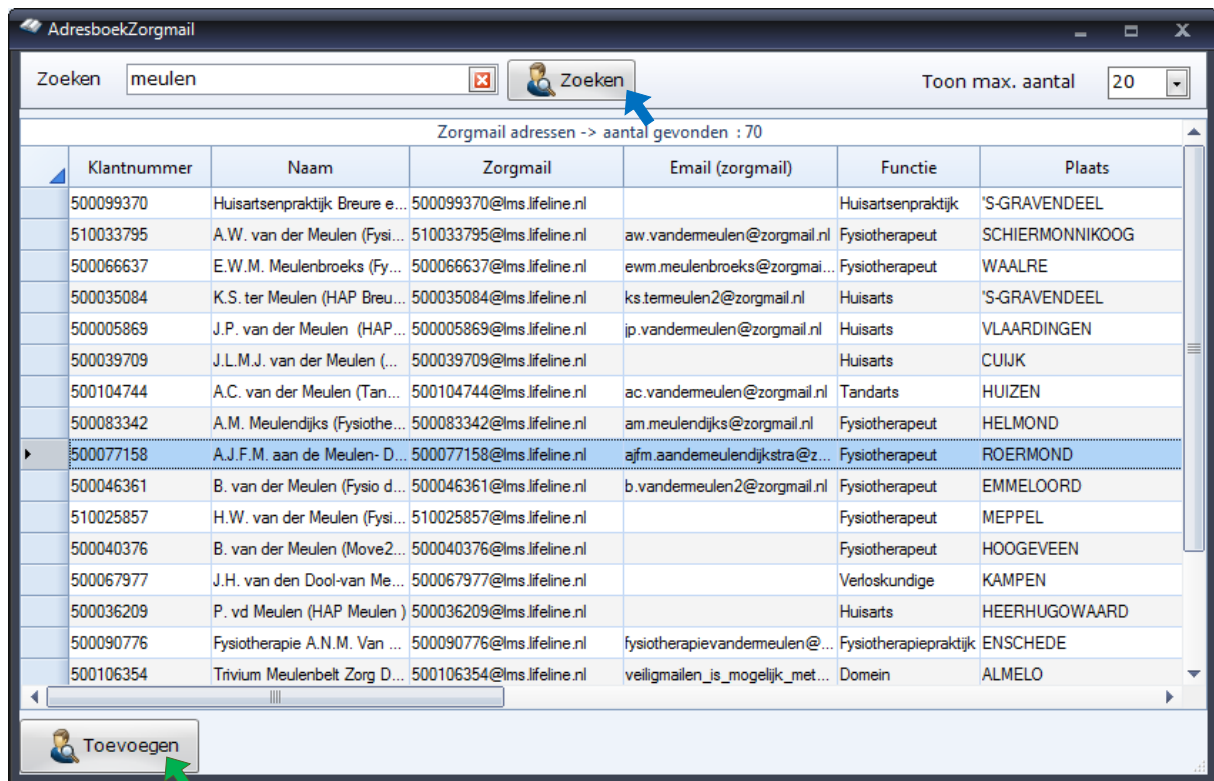 AdresboekZorgmail
Zoeken meulen Zoeken Toon max. aantal 20
Zorgmail adressen -> aantal gevonden : 70
Klantnummer Naam Zorgmail Email (zorgmail) Functie Plaats
500099370 Huisartsenpraktijk Breure e... 500099370@lms.lifeline.nl Huisartsenpraktijk 'S-GRAVENDEEL
510033795 A.W. van der Meulen (Fysi... 510033795@lms.lifeline.nl aw.vandermeulen@zorgmail.nl Fysiotherapeut SCHIERMONNIKOOG
500066637 E.W.M. Meulenbroeks (Fy... 500066637@lms.lifeline.nl ewm.meulenbroeks@zorgmai... Fysiotherapeut WAALRE
500035084 K.S. ter Meulen (HAP Breu... 500035084@lms.lifeline.nl ks.termeulen2@zorgmail.nl Huisarts 'S-GRAVENDEEL
500005869 J.P. van der Meulen (HAP... 500005869@lms.lifeline.nl jp.vandermeulen@zorgmail.nl Huisarts VLAARDINGEN
500039709 J.L.M.J. van der Meulen (... 500039709@lms.lifeline.nl Huisarts CUIJK
500104744 A.C. van der Meulen (Tan... 500104744@lms.lifeline.nl ac.vandermeulen@zorgmail.nl Tandarts HUIZEN
500083342 A.M. Meulendijks (Fysiothe... 500083342@lms.lifeline.nl am.meulendijks@zorgmail.nl Fysiotherapeut HELMOND
500077158 A.J.F.M. aan de Meulen- D... 500077158@lms.lifeline.nl ajfm.aandemeulendijkstra@z... Fysiotherapeut ROERMOND
500046361 B. van der Meulen (Fysio d... 500046361@lms.lifeline.nl b.vandermeulen2@zorgmail.nl Fysiotherapeut EMMELOORD
510025857 H.W. van der Meulen (Fysi... 510025857@lms.lifeline.nl Fysiotherapeut MEPPEL
500040376 B. van der Meulen (Move2... 500040376@lms.lifeline.nl Fysiotherapeut HOOGEVEEN
500067977 J.H. van den Dool-van Me... 500067977@lms.lifeline.nl Verloskundige KAMPEN
500036209 P. vd Meulen (HAP Meulen ) 500036209@lms.lifeline.nl Huisarts HEERHUGOWAARD
500090776 Fysiotherapie A.N.M. Van ... 500090776@lms.lifeline.nl fysiotherapievandermeulen@... Fysiotherapiepraktijk ENSCHEDE
500106354 Trivium Meulenbelt Zorg D... 500106354@lms.lifeline.nl veiligmailen_is_mogelijk_met... Domein ALMELO
Toevoegen